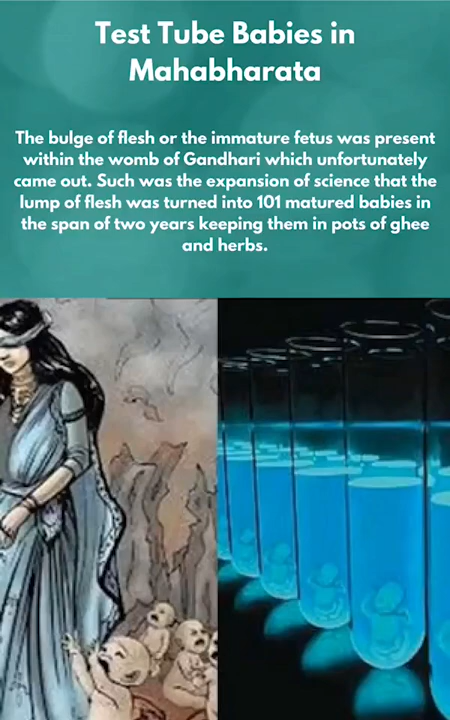 Test Tube Babies in
Mahabharata
The bulge of flesh or the immature fetus was present
within the womb of Gandhari which unfortunately
came out. Such was the expansion of science that the
lump of flesh was turned into 101 matured babies in
the span of two years keeping them in pots of ghee
and herbs.